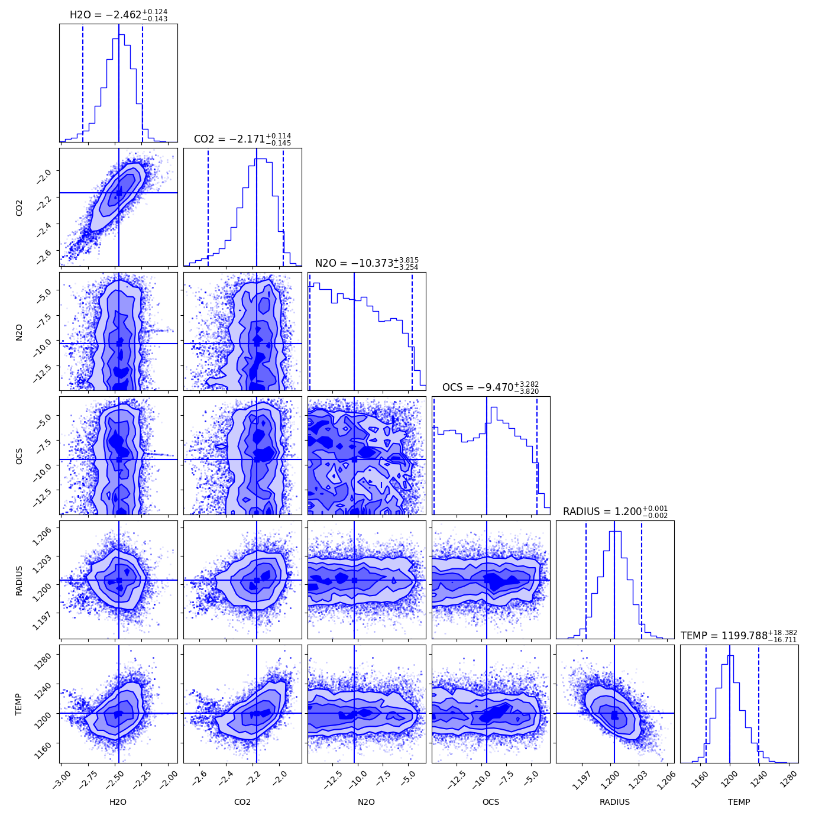 H2O = −2.462+0.124−0.143
CO2 = −2.171+0.114−0.145
−2.0
−2.2
−2.4
−2.6
CO2
N2O = −10.373+3.815−3.254
−5.0
−7.5
−10.0
−12.5
N2O
OCS = −9.470+3.282−3.820
−5.0
−7.5
−10.0
−12.5
OCS
RADIUS = 1.200+0.001−0.002
1.206
1.203
1.200
1.197
RADIUS
TEMP = 1199.788+18.382−16.711
1280
1240
1200
1160
TEMP
−3.00 −2.75 −2.50 −2.25 −2.00 −2.6 −2.4 −2.2 −2.0 −12.5 −10.0 −7.5 −5.0 −12.5 −10.0 −7.5 −5.0 1.197 1.200 1.203 1.206 1160 1200 1240 1280
H2O CO2 N2O OCS RADIUS TEMP